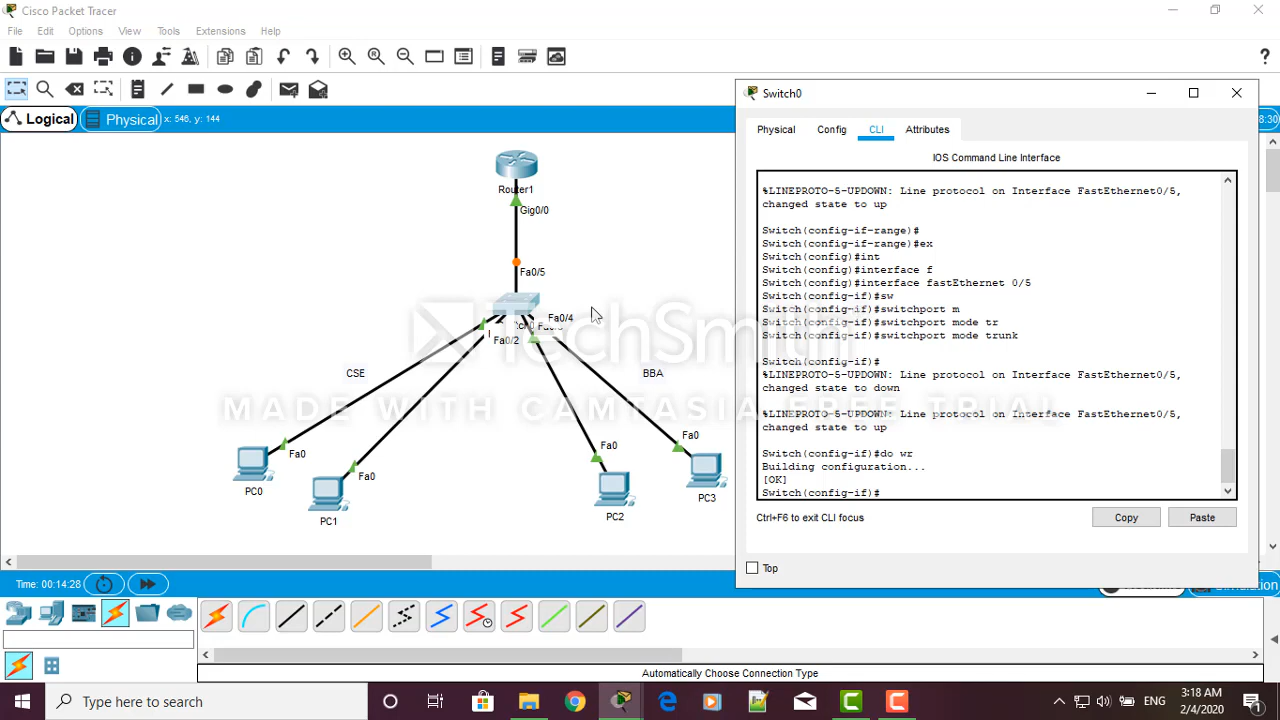 Cisco Packet Tracer
File Edit Options View Tools Extensions Help
Logical Physical x: 546, y: 144
8:30
Router1
Gig0/0
Fa0/5
Fa0/4
Fa0/2
CSE
BBA
Fa0
Fa0
Fa0
Fa0
PC0
PC1
PC2
PC3
TechSmith
MADE WITH CAMTASIA FREE TRIAL
Switch0
Physical Config CLI Attributes
IOS Command Line Interface
%LINEPROTO-5-UPDOWN: Line protocol on Interface FastEthernet0/5,
changed state to up
Switch(config-if-range)#
Switch(config-if-range)#ex
Switch(config)#int
Switch(config)#interface f
Switch(config)#interface fastEthernet 0/5
Switch(config-if)#sw
Switch(config-if)#switchport m
Switch(config-if)#switchport mode tr
Switch(config-if)#switchport mode trunk
Switch(config-if)#
%LINEPROTO-5-UPDOWN: Line protocol on Interface FastEthernet0/5,
changed state to down
%LINEPROTO-5-UPDOWN: Line protocol on Interface FastEthernet0/5,
changed state to up
Switch(config-if)#do wr
Building configuration...
[OK]
Switch(config-if)#
Ctrl+F6 to exit CLI focus
Copy Paste
Top
Time: 00:14:28
Automatically Choose Connection Type
Type here to search
ENG
3:18 AM
2/4/2020